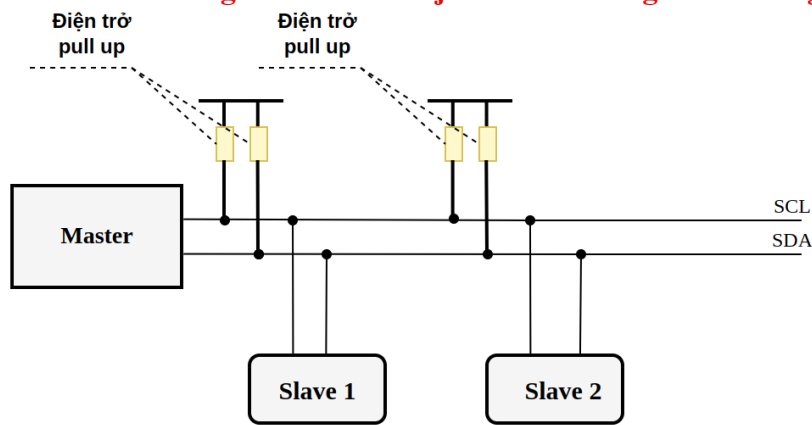 Điện trở
pull up
Điện trở
pull up
SCL
Master
SDA
Slave 1
Slave 2